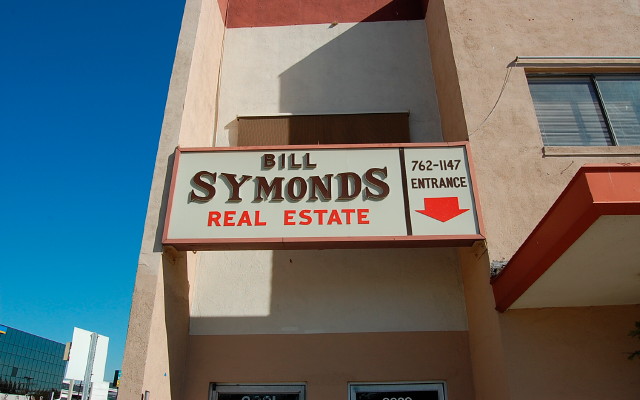 BILL
SYMONDS
REAL ESTATE
762-1147
ENTRANCE